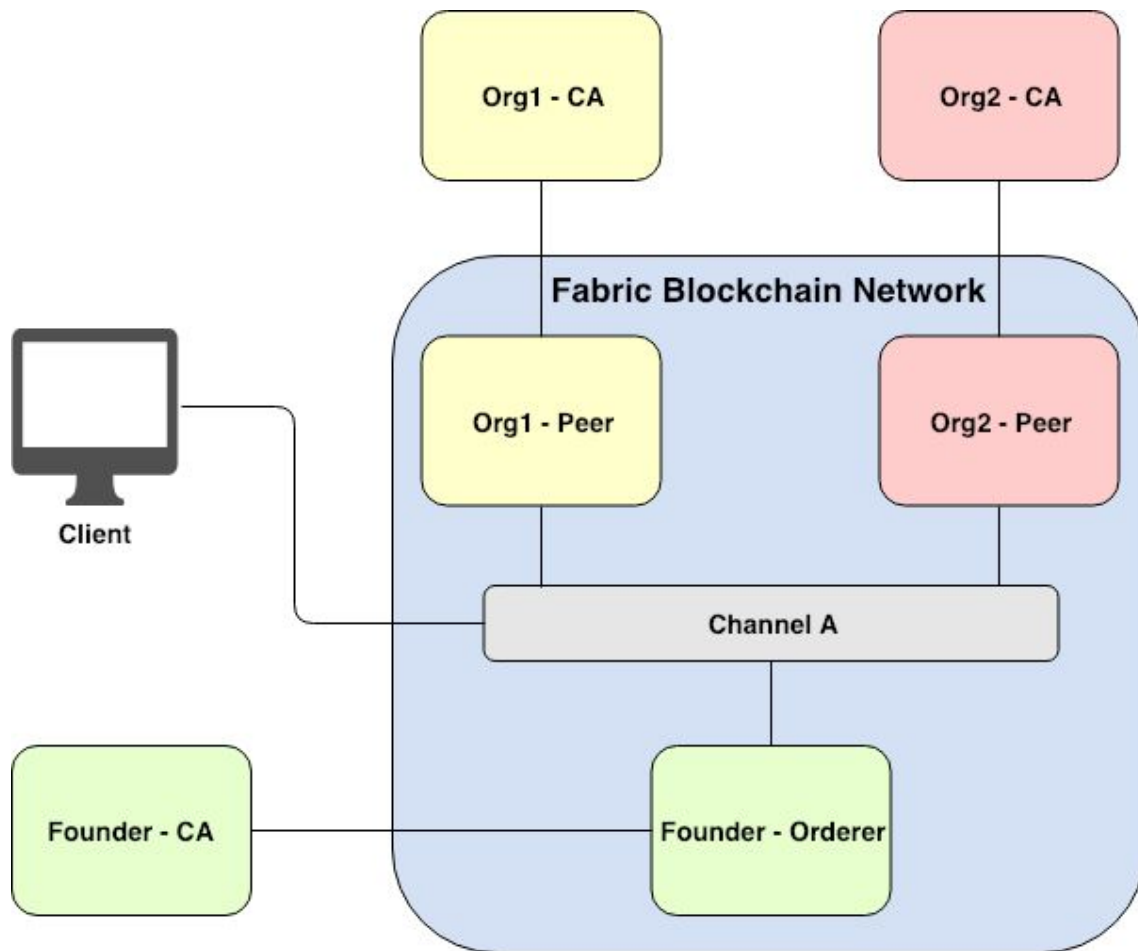 Org1 - CA
Org2 - CA
Fabric Blockchain Network
Org1 - Peer
Org2 - Peer
Client
Channel A
Founder - CA
Founder - Orderer